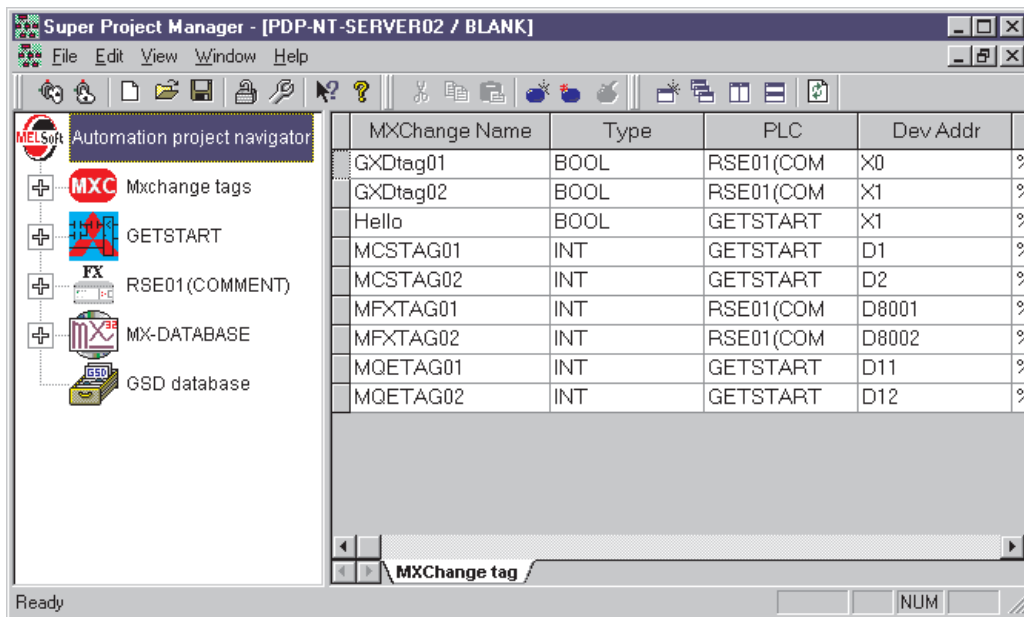 Super Project Manager - [PDP-NT-SERVER02 / BLANK]
File Edit View Window Help
MELSoft Automation project navigator
MXC Mxchange tags
GETSTART
FX RSE01(COMMENT)
MX-DATABASE
GSD GSD database
MXChange Name Type PLC Dev Addr
GXDtag01 BOOL RSE01(COM X0 %
GXDtag02 BOOL RSE01(COM X1 %
Hello BOOL GETSTART X1 %
MCSTAG01 INT GETSTART D1 %
MCSTAG02 INT GETSTART D2 %
MFXTAG01 INT RSE01(COM D8001 %
MFXTAG02 INT RSE01(COM D8002 %
MQETAG01 INT GETSTART D11 %
MQETAG02 INT GETSTART D12 %
MXChange tag
Ready NUM